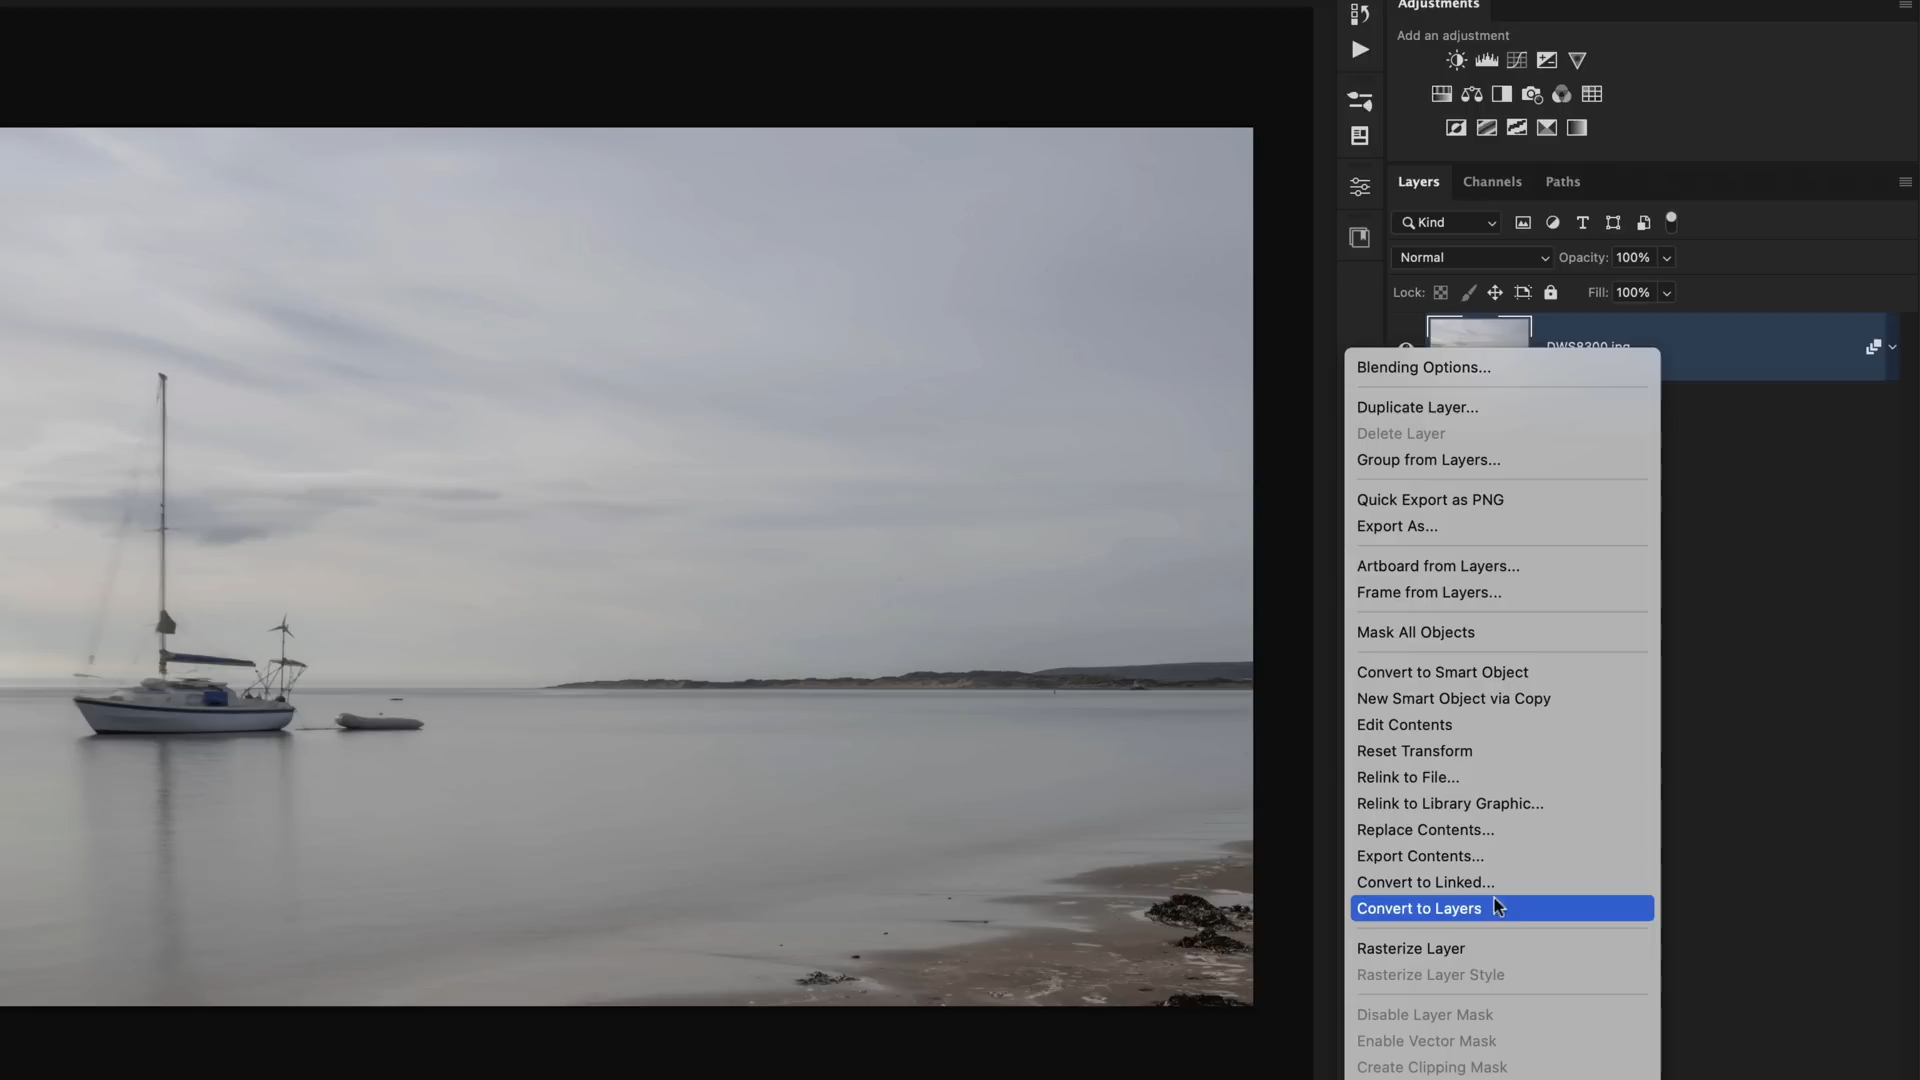 Adjustments
Add an adjustment
Layers Channels Paths
Kind
Normal Opacity: 100%
Lock: Fill: 100%
DWS8300.jpg
Blending Options...
Duplicate Layer...
Delete Layer
Group from Layers...
Quick Export as PNG
Export As...
Artboard from Layers...
Frame from Layers...
Mask All Objects
Convert to Smart Object
New Smart Object via Copy
Edit Contents
Reset Transform
Relink to File...
Relink to Library Graphic...
Replace Contents...
Export Contents...
Convert to Linked...
Convert to Layers
Rasterize Layer
Rasterize Layer Style
Disable Layer Mask
Enable Vector Mask
Create Clipping Mask